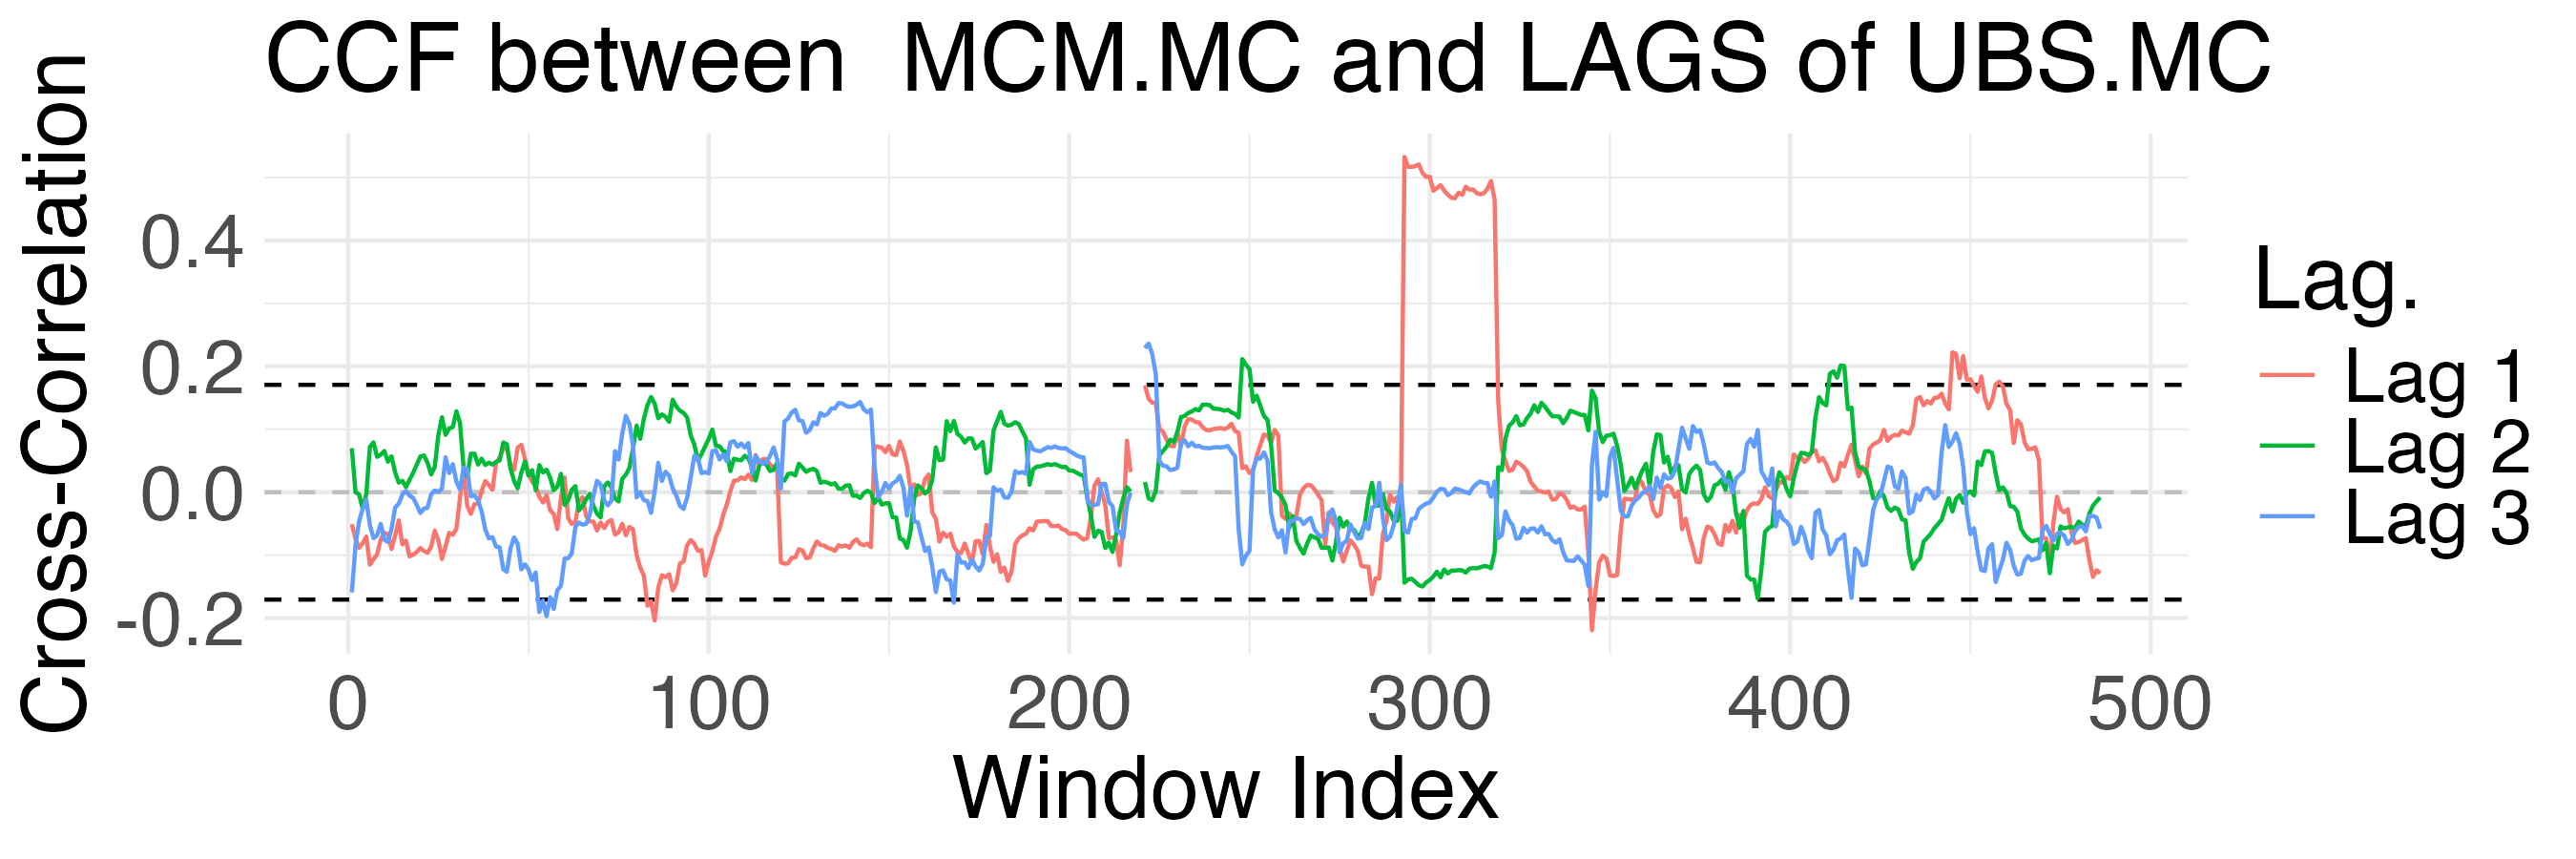 CCF between  MCM.MC and LAGS of UBS.MC
Cross-Correlation
0.4
0.2
0.0
-0.2
0
100
200
300
400
500
Window Index
Lag.
Lag 1
Lag 2
Lag 3